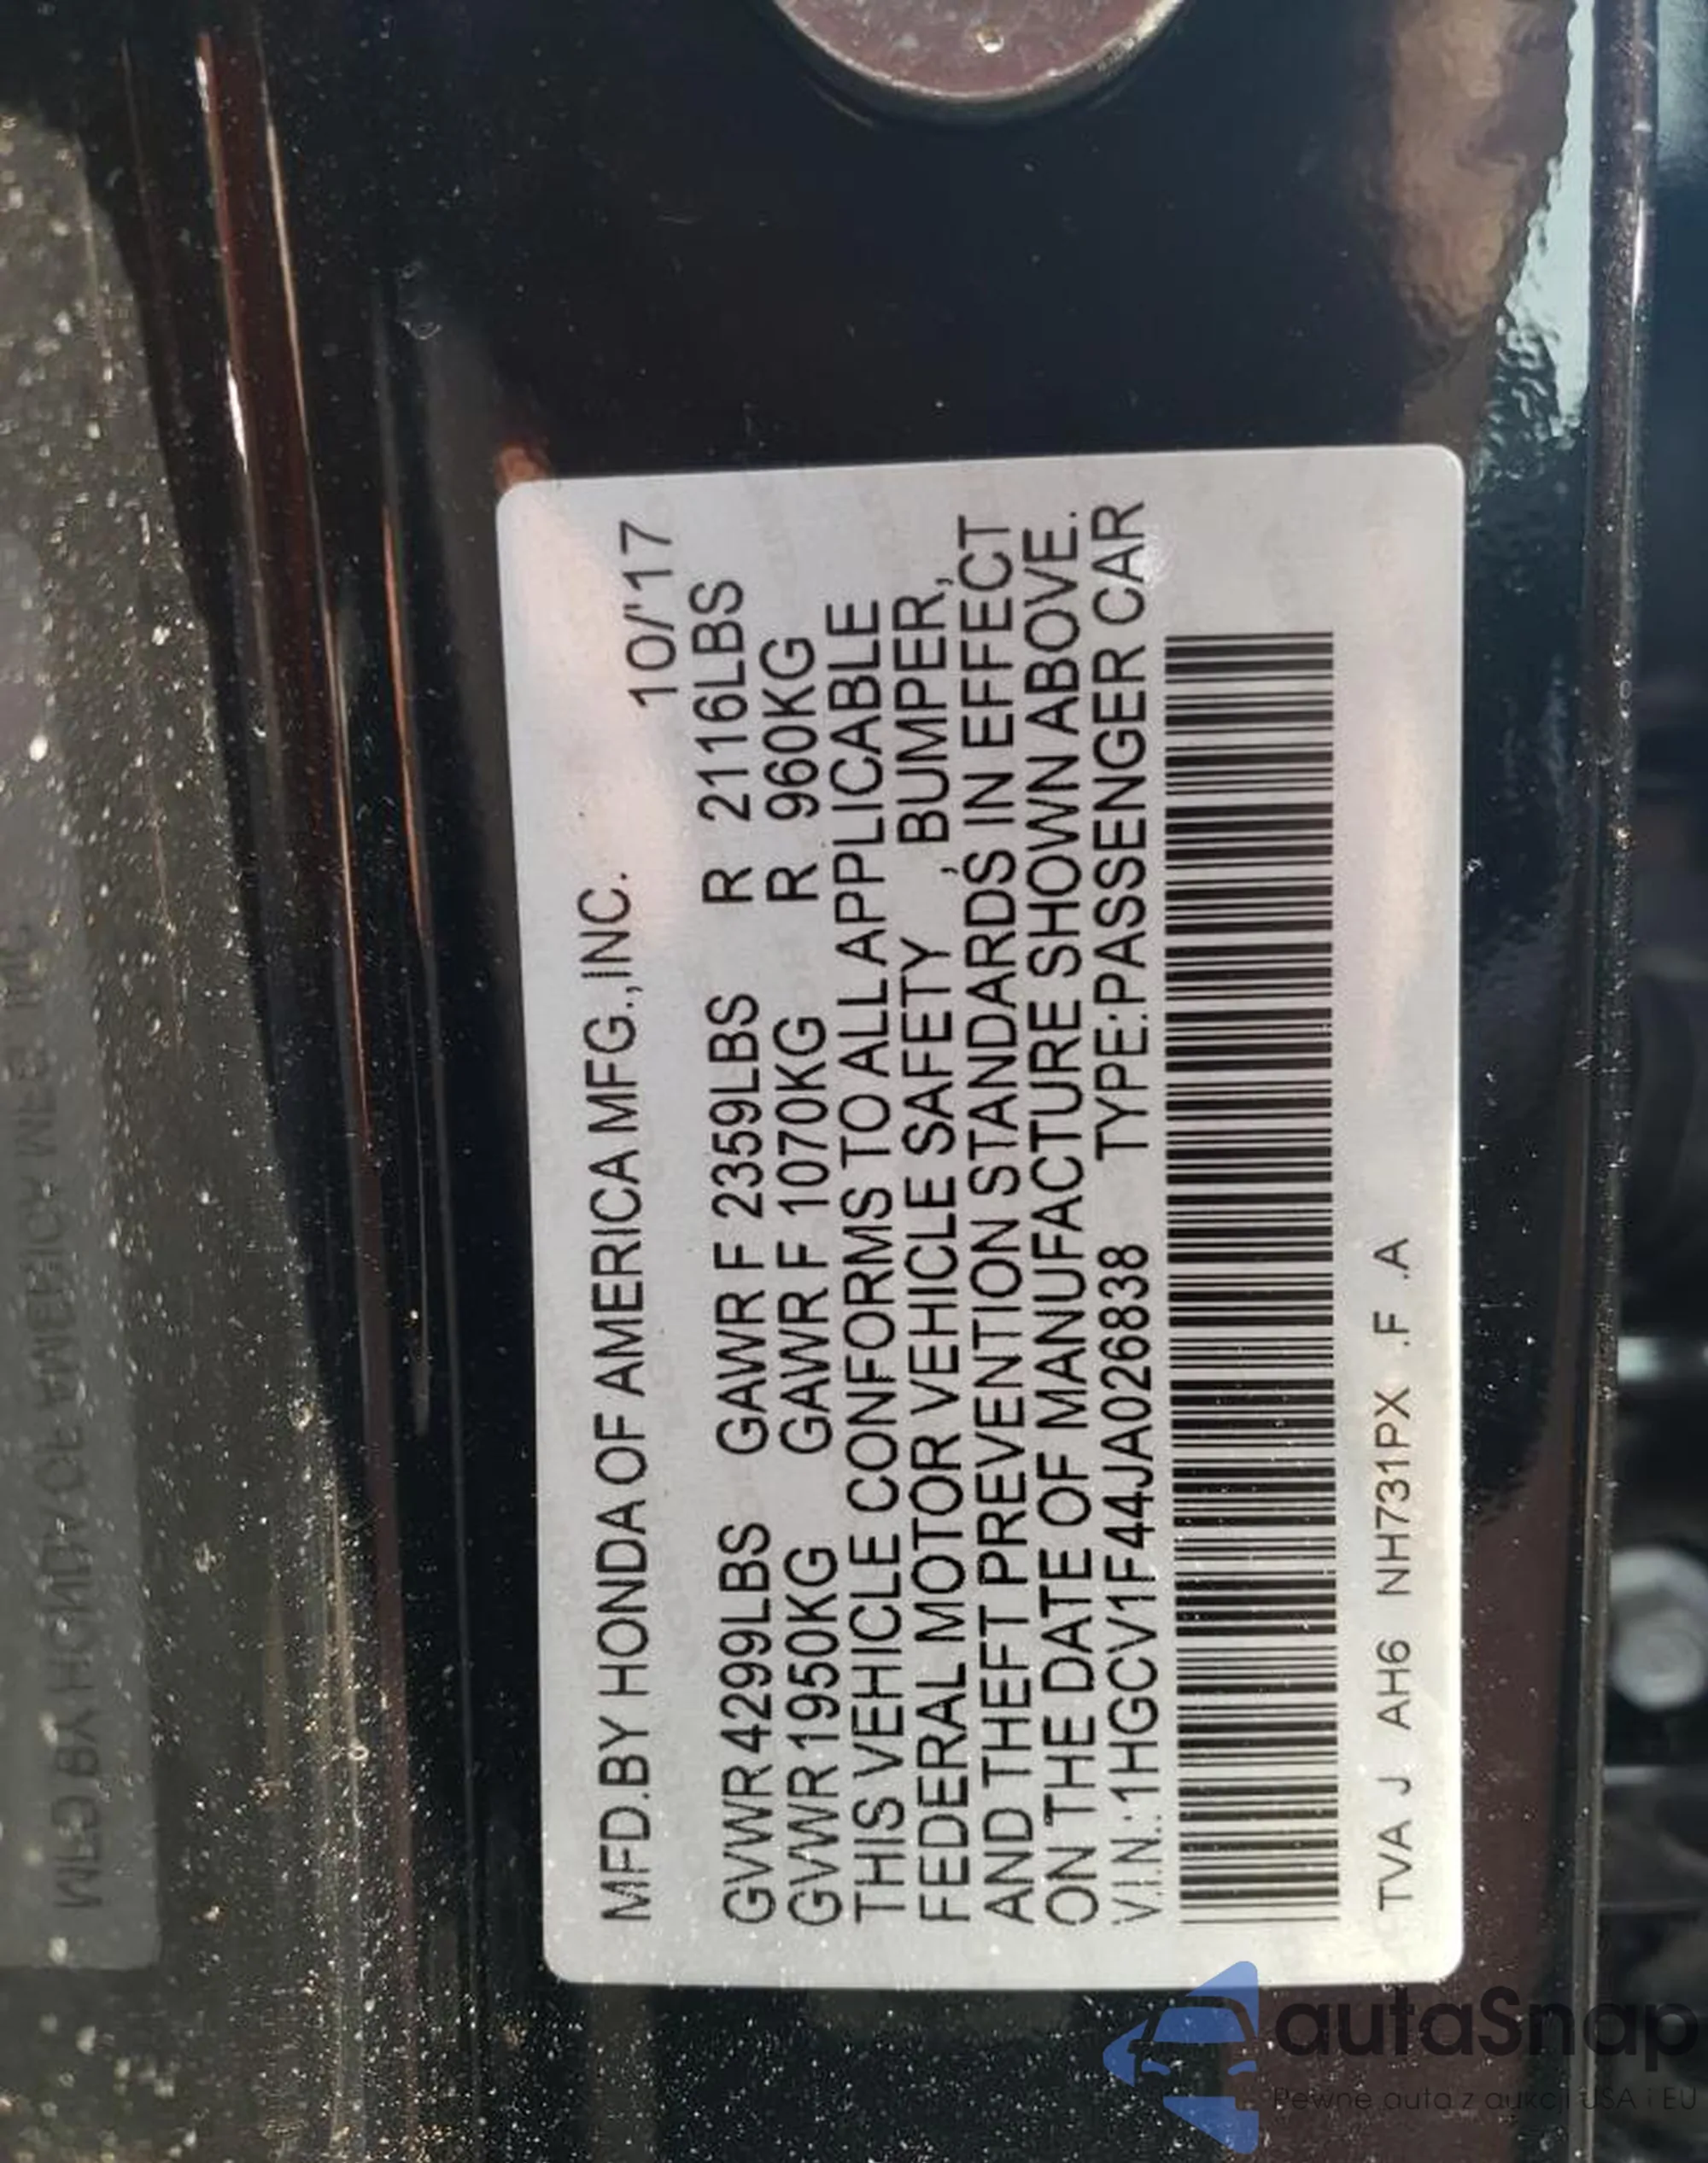 MFD.BY HONDA OF AMERICA MFG.,INC.
10/'17
GVWR 4299LBS GAWR F 2359LBS R 2116LBS
GVWR 1950KG GAWR F 1070KG R 960KG
THIS VEHICLE CONFORMS TO ALL APPLICABLE
FEDERAL MOTOR VEHICLE SAFETY , BUMPER,
AND THEFT PREVENTION STANDARDS IN EFFECT
ON THE DATE OF MANUFACTURE SHOWN ABOVE.
V.I.N.:1HGCV1F44JA026838 TYPE:PASSENGER CAR
TVA J AH6 NH731PX .F .A
autaSnap
Pewne auta z aukcji USA i EU